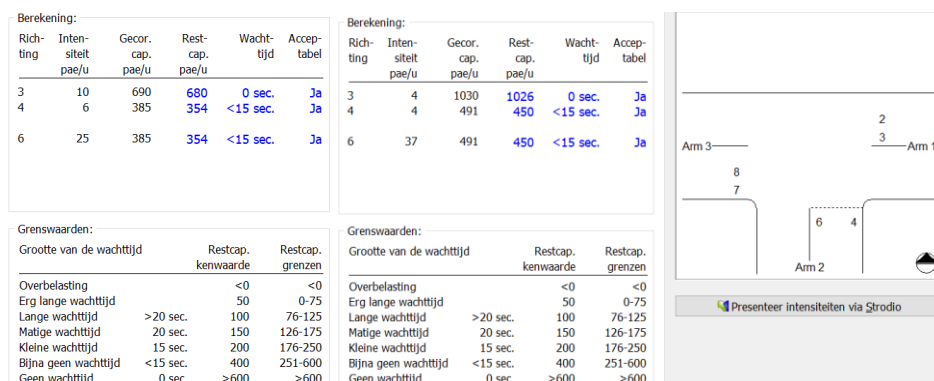 Berekening:
Rich- Inten- Gecor. Rest- Wacht- Accep-
ting siteit cap. cap. tijd tabel
pae/u pae/u pae/u
3 10 690 680 0 sec. Ja
4 6 385 354 <15 sec. Ja
6 25 385 354 <15 sec. Ja
Grenswaarden:
Grootte van de wachttijd Restcap. Restcap.
kenwaarde grenzen
Overbelasting <0 <0
Erg lange wachttijd 50 0-75
Lange wachttijd >20 sec. 100 76-125
Matige wachttijd 20 sec. 150 126-175
Kleine wachttijd 15 sec. 200 176-250
Bijna geen wachttijd <15 sec. 400 251-600
Geen wachttijd 0 sec. >600 >600
Berekening:
Rich- Inten- Gecor. Rest- Wacht- Accep-
ting siteit cap. cap. tijd tabel
pae/u pae/u pae/u
3 4 1030 1026 0 sec. Ja
4 4 491 450 <15 sec. Ja
6 37 491 450 <15 sec. Ja
Grenswaarden:
Grootte van de wachttijd Restcap. Restcap.
kenwaarde grenzen
Overbelasting <0 <0
Erg lange wachttijd 50 0-75
Lange wachttijd >20 sec. 100 76-125
Matige wachttijd 20 sec. 150 126-175
Kleine wachttijd 15 sec. 200 176-250
Bijna geen wachttijd <15 sec. 400 251-600
Geen wachttijd 0 sec. >600 >600
2
3
Arm 3 Arm 1
8
7
6 4
Arm 2
Presenteer intensiteiten via Strodio